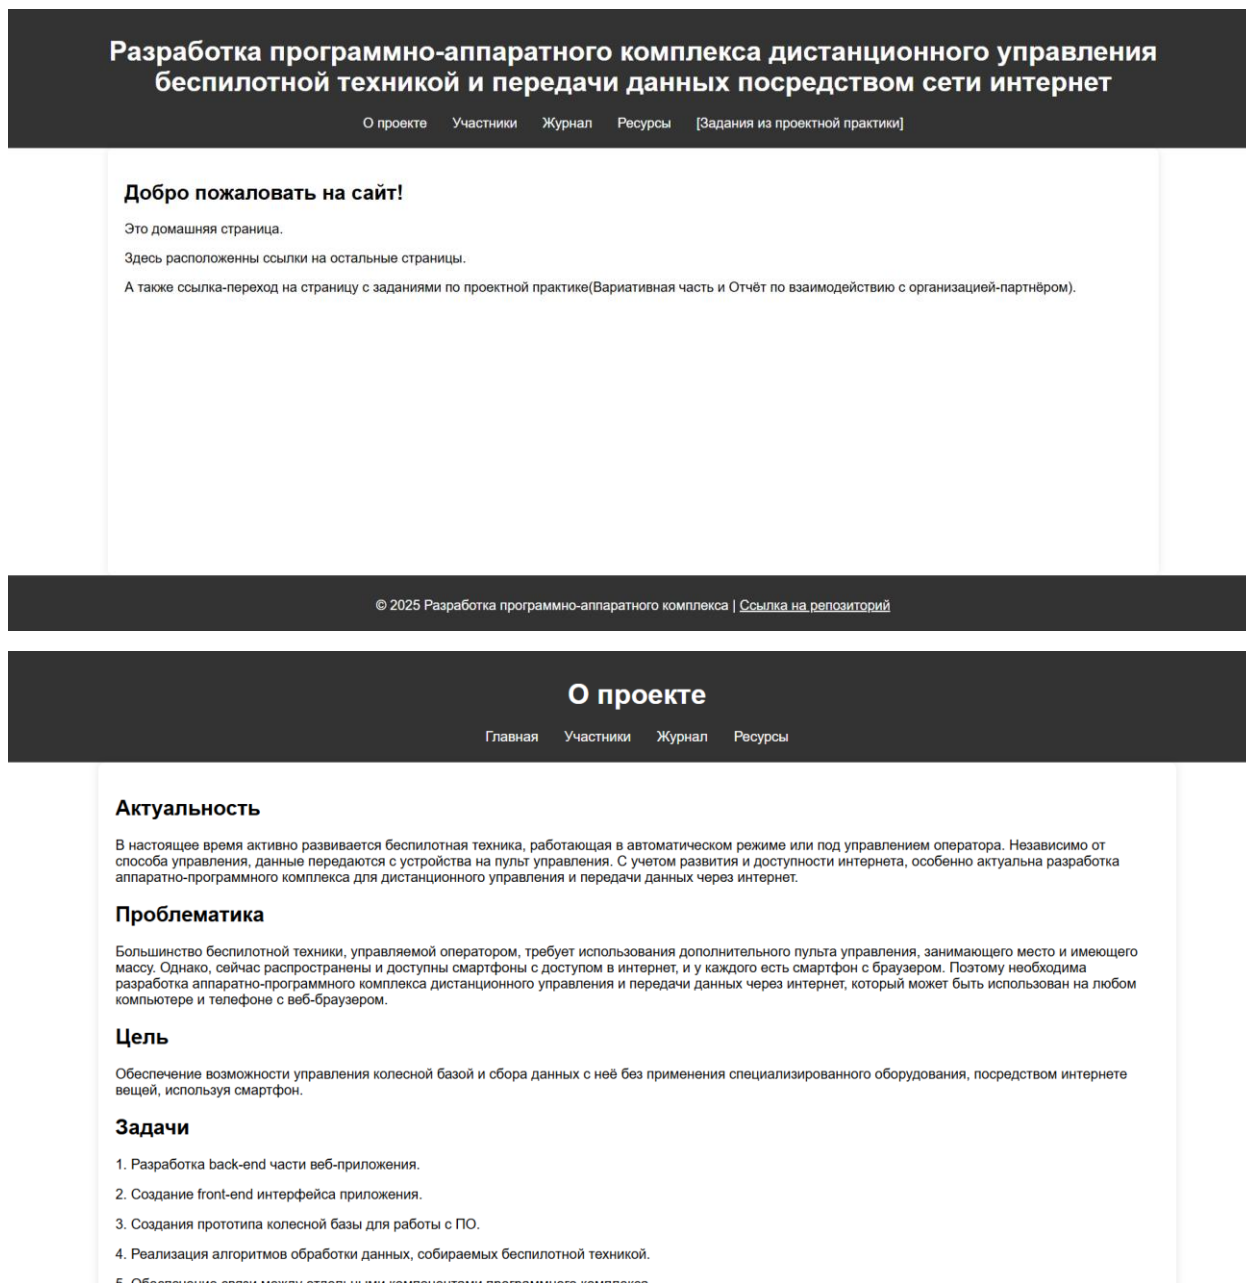 Разработка программно-аппаратного комплекса дистанционного управления
беспилотной техникой и передачи данных посредством сети интернет
О проекте Участники Журнал Ресурсы [Задания из проектной практики]
Добро пожаловать на сайт!
Это домашняя страница.
Здесь расположенны ссылки на остальные страницы.
А также ссылка-переход на страницу с заданиями по проектной практике(Вариативная часть и Отчёт по взаимодействию с организацией-партнёром).
© 2025 Разработка программно-аппаратного комплекса | Ссылка на репозиторий
О проекте
Главная Участники Журнал Ресурсы
Актуальность
В настоящее время активно развивается беспилотная техника, работающая в автоматическом режиме или под управлением оператора. Независимо от
способа управления, данные передаются с устройства на пульт управления. С учетом развития и доступности интернета, особенно актуальна разработка
аппаратно-программного комплекса для дистанционного управления и передачи данных через интернет.
Проблематика
Большинство беспилотной техники, управляемой оператором, требует использования дополнительного пульта управления, занимающего место и имеющего
массу. Однако, сейчас распространены и доступны смартфоны с доступом в интернет, и у каждого есть смартфон с браузером. Поэтому необходима
разработка аппаратно-программного комплекса дистанционного управления и передачи данных через интернет, который может быть использован на любом
компьютере и телефоне с веб-браузером.
Цель
Обеспечение возможности управления колесной базой и сбора данных с неё без применения специализированного оборудования, посредством интернете
вещей, используя смартфон.
Задачи
1. Разработка back-end части веб-приложения.
2. Создание front-end интерфейса приложения.
3. Создания прототипа колесной базы для работы с ПО.
4. Реализация алгоритмов обработки данных, собираемых беспилотной техникой.
5. Обеспечение связи между отдельными компонентами программного комплекса.